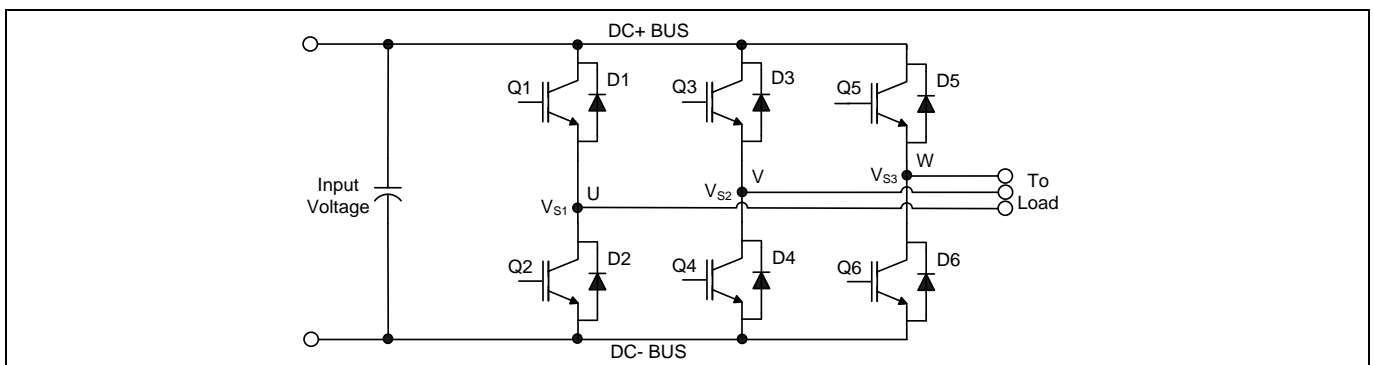 DC+ BUS
Q1
D1
Q3
D3
Q5
D5
Input
Voltage
U
V
W
VS1
VS2
VS3
To
Load
Q2
D2
Q4
D4
Q6
D6
DC- BUS